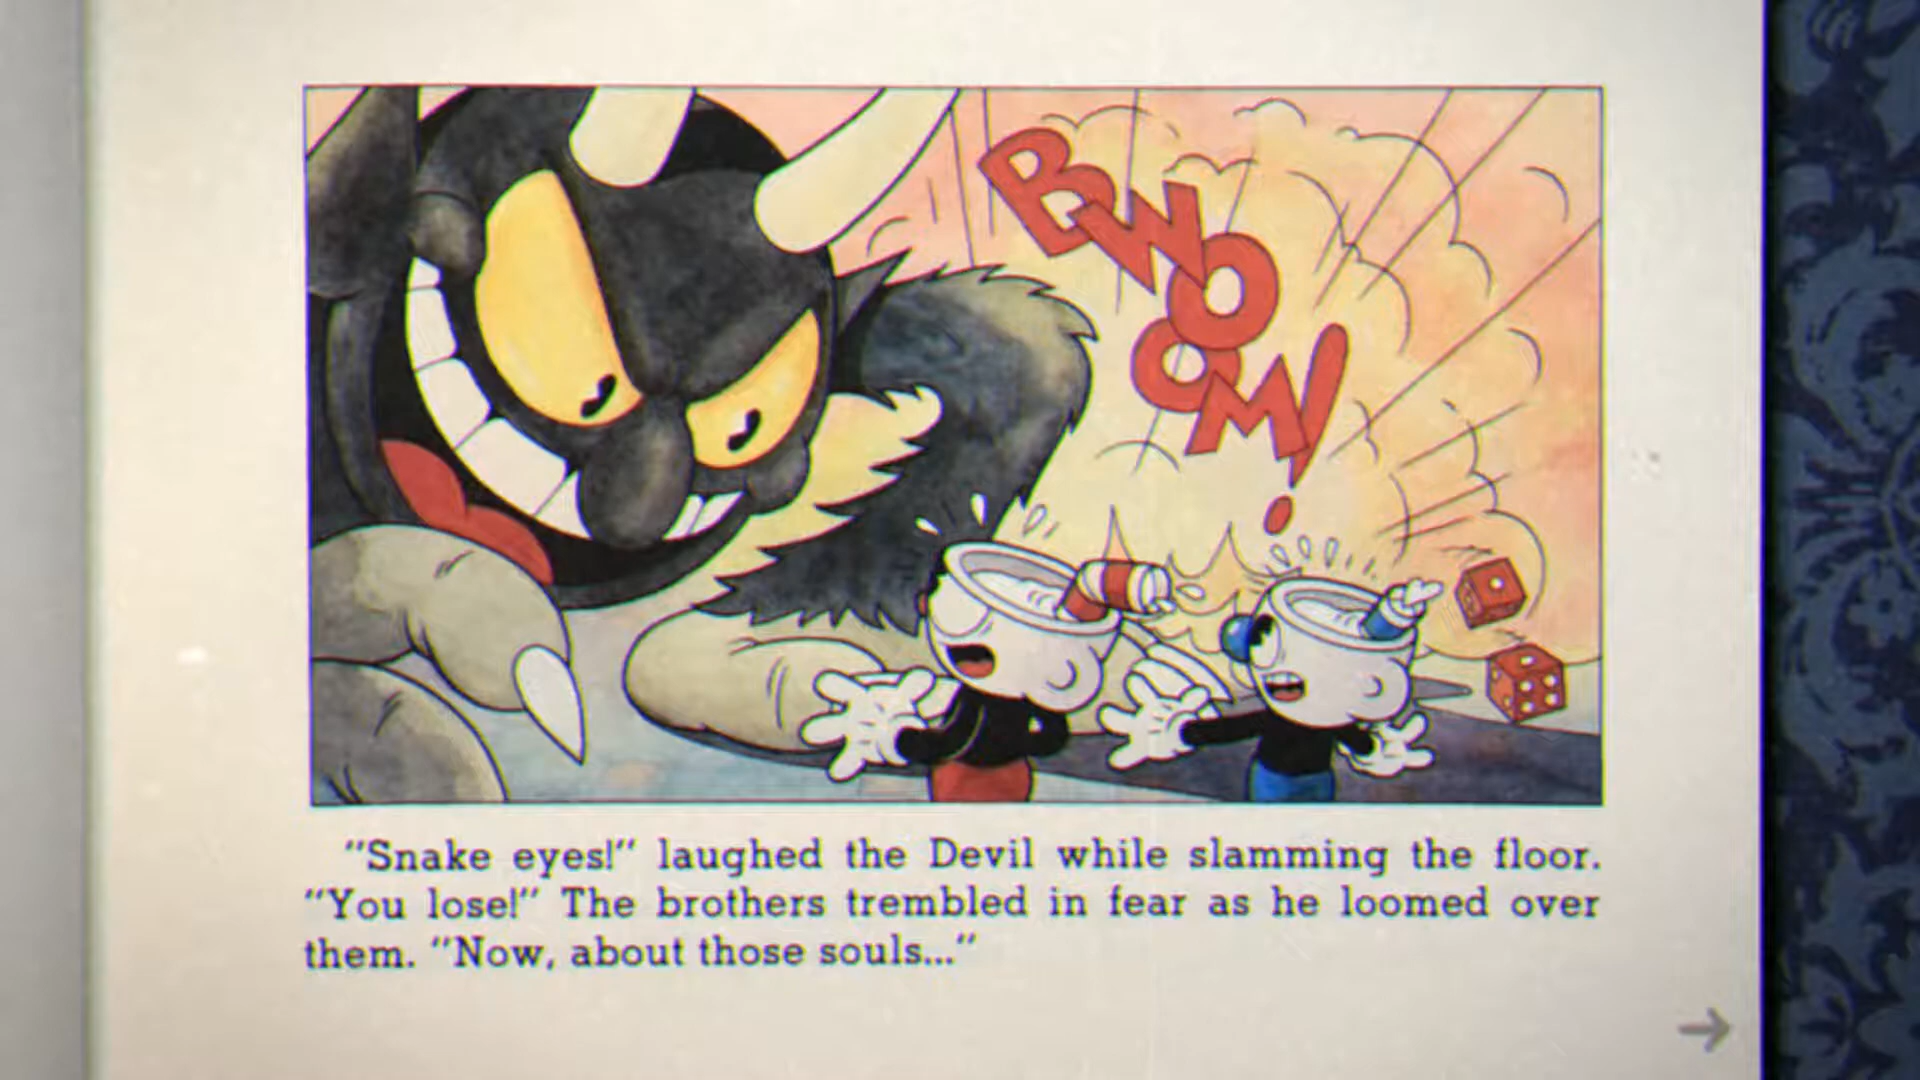 BWOOM!
"Snake eyes!" laughed the Devil while slamming the floor.
"You lose!" The brothers trembled in fear as he loomed over
them. "Now, about those souls..."